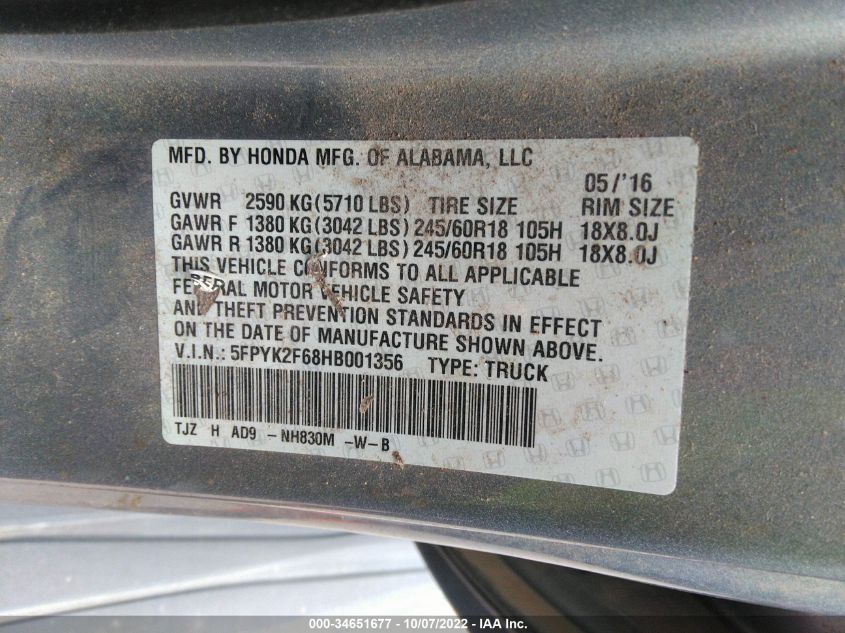 MFD. BY HONDA MFG. OF ALABAMA, LLC
05/'16
GVWR 2590 KG (5710 LBS) TIRE SIZE RIM SIZE
GAWR F 1380 KG (3042 LBS) 245/60R18 105H 18X8.0J
GAWR R 1380 KG (3042 LBS) 245/60R18 105H 18X8.0J
THIS VEHICLE CONFORMS TO ALL APPLICABLE
FEDERAL MOTOR VEHICLE SAFETY
AND THEFT PREVENTION STANDARDS IN EFFECT
ON THE DATE OF MANUFACTURE SHOWN ABOVE.
V.I.N.: 5FPYK2F68HB001356 TYPE: TRUCK
TJZ H AD9 - NH830M -W-B
000-34651677 - 10/07/2022 - IAA Inc.